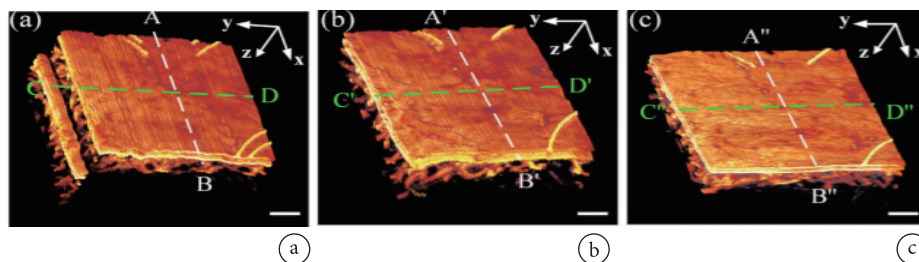 (a) A y z x C D B
(b) A' y z x C' D' B'
(c) A" y z x C" D" B"
a b c